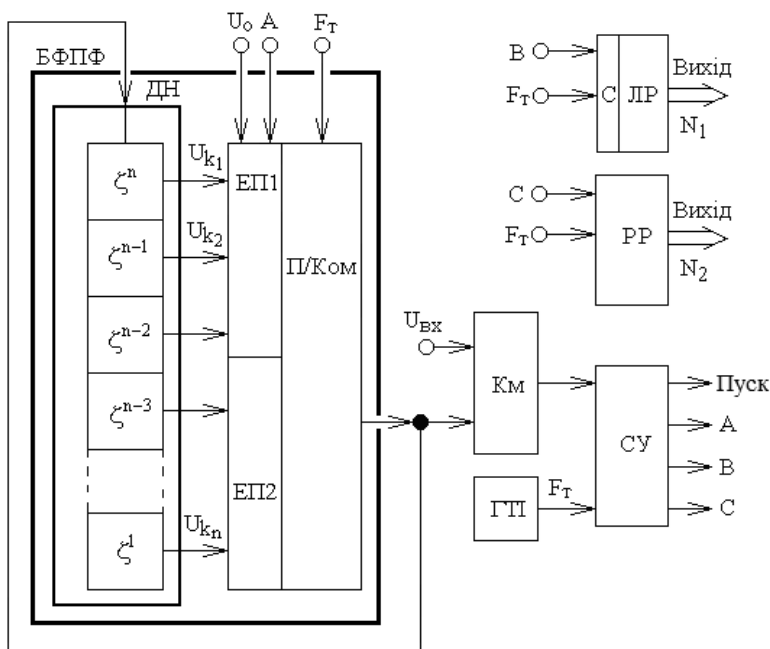 U₀ A Fт
БФПФ
ДН
ζⁿ
Uk₁
ЕП1
ζⁿ⁻¹
Uk₂
П/Ком
ζⁿ⁻²
ζⁿ⁻³
ЕП2
ζ¹
Ukₙ
B
Fт
С ЛР
Вихід
N₁
C
Fт
РР
Вихід
N₂
Uвх
Км
ГТІ
Fт
СУ
Пуск
A
B
C